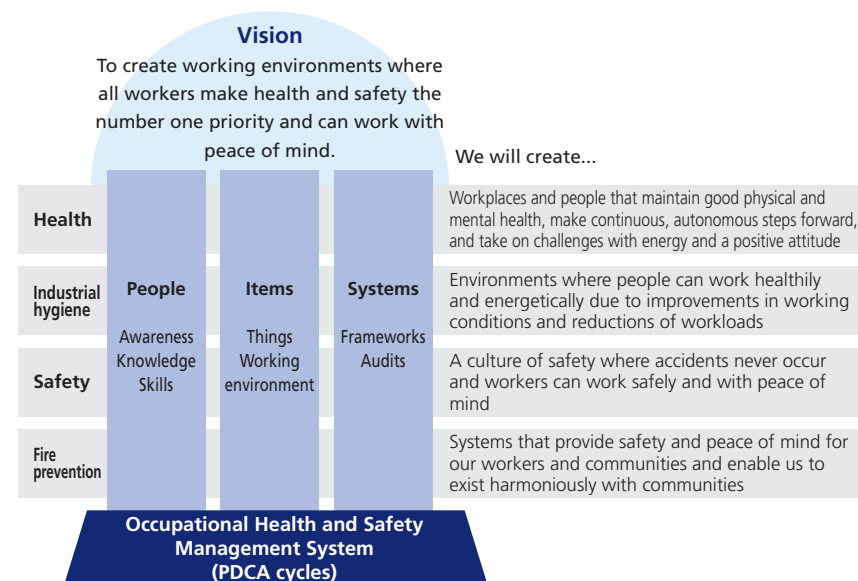 Vision
To create working environments where
all workers make health and safety the
number one priority and can work with
peace of mind.
We will create...
Health
Workplaces and people that maintain good physical and
mental health, make continuous, autonomous steps forward,
and take on challenges with energy and a positive attitude
Industrial
hygiene
Environments where people can work healthily
and energetically due to improvements in working
conditions and reductions of workloads
Safety
A culture of safety where accidents never occur
and workers can work safely and with peace of
mind
Fire
prevention
Systems that provide safety and peace of mind for
our workers and communities and enable us to
exist harmoniously with communities
People
Awareness
Knowledge
Skills
Items
Things
Working
environment
Systems
Frameworks
Audits
Occupational Health and Safety
Management System
(PDCA cycles)